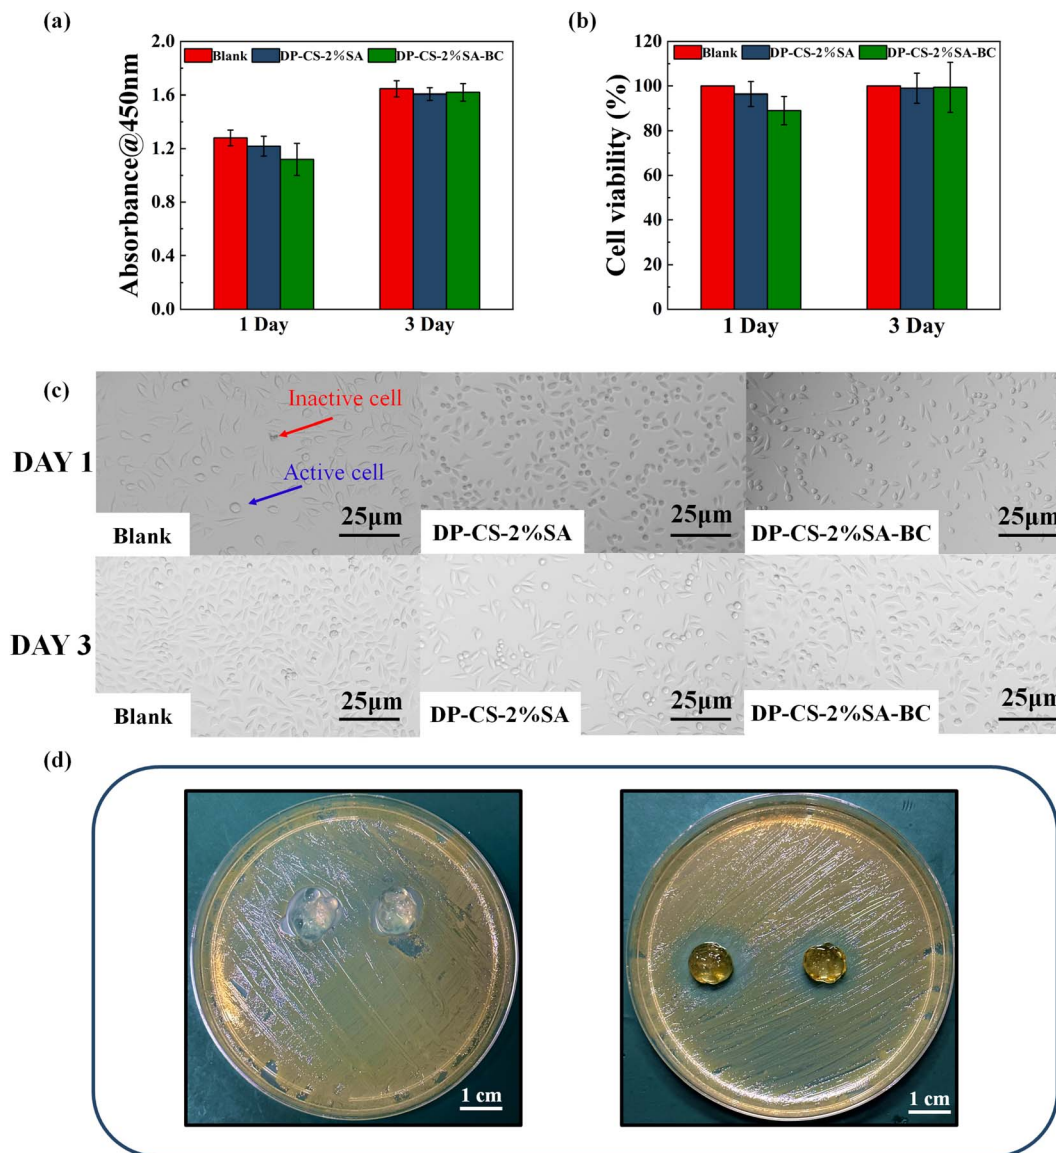 (a)
2.0
1.6
1.2
0.8
0.4
0.0
Absorbance@450nm
Blank DP-CS-2%SA DP-CS-2%SA-BC
1 Day 3 Day
(b)
120
100
80
60
40
20
0
Cell viability (%)
Blank DP-CS-2%SA DP-CS-2%SA-BC
1 Day 3 Day
(c)
DAY 1
Inactive cell
Active cell
25μm
Blank
25μm
DP-CS-2%SA
25μm
DP-CS-2%SA-BC
DAY 3
25μm
Blank
25μm
DP-CS-2%SA
25μm
DP-CS-2%SA-BC
(d)
1 cm
1 cm